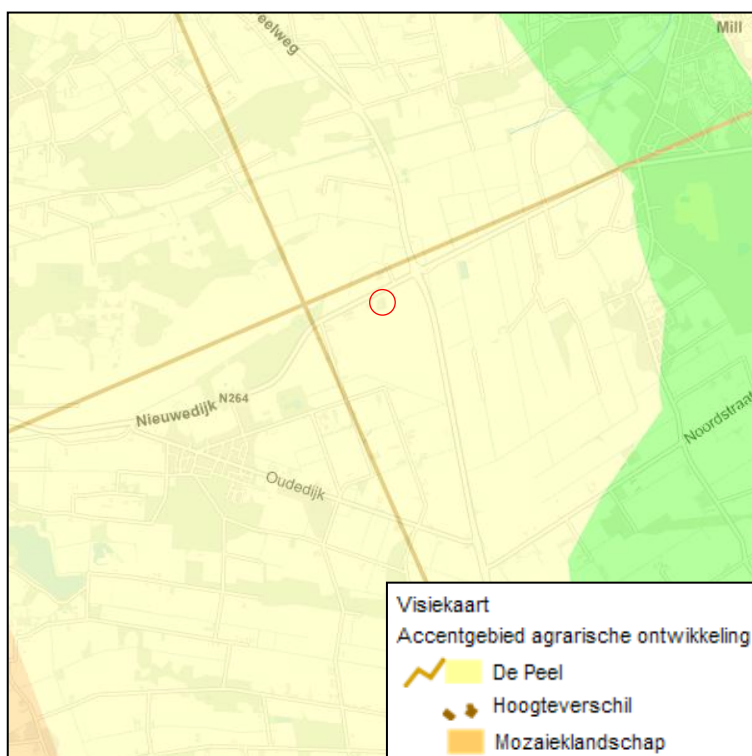 Mill
eelweg
Nieuwedijk N264
Oudedijk
Noordstraat
Visiekaart
Accentgebied agrarische ontwikkeling
De Peel
Hoogteverschil
Mozaieklandschap